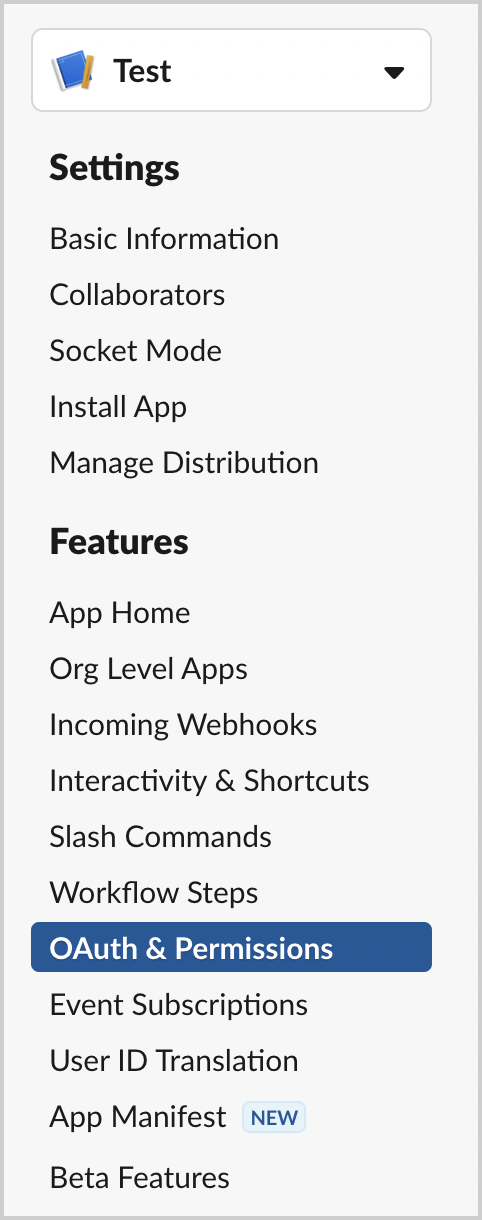 Test
Settings
Basic Information
Collaborators
Socket Mode
Install App
Manage Distribution
Features
App Home
Org Level Apps
Incoming Webhooks
Interactivity & Shortcuts
Slash Commands
Workflow Steps
OAuth & Permissions
Event Subscriptions
User ID Translation
App Manifest NEW
Beta Features